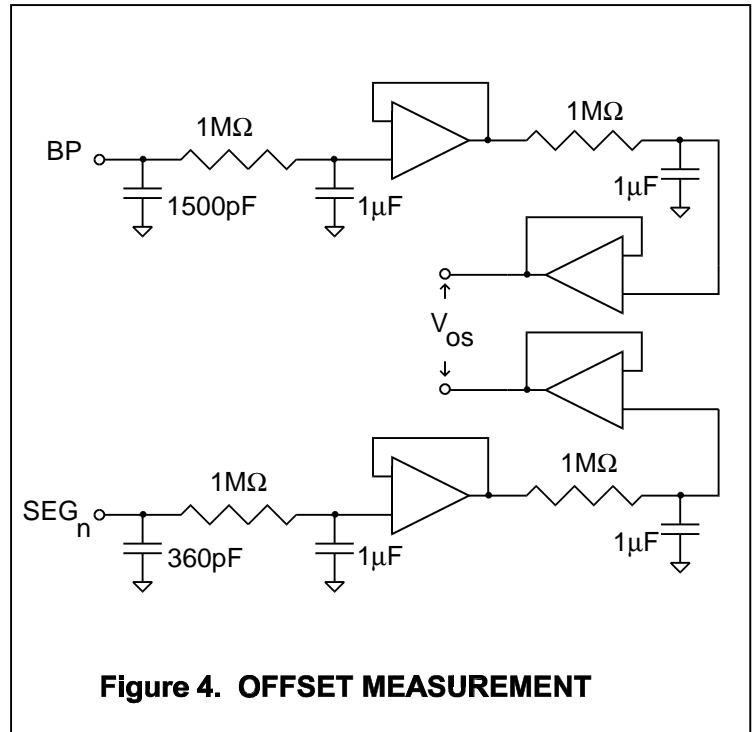 1MΩ
BP
1500pF
1μF
1MΩ
1μF
V
os
1MΩ
SEG
n
360pF
1μF
1MΩ
1μF
Figure 4. OFFSET MEASUREMENT